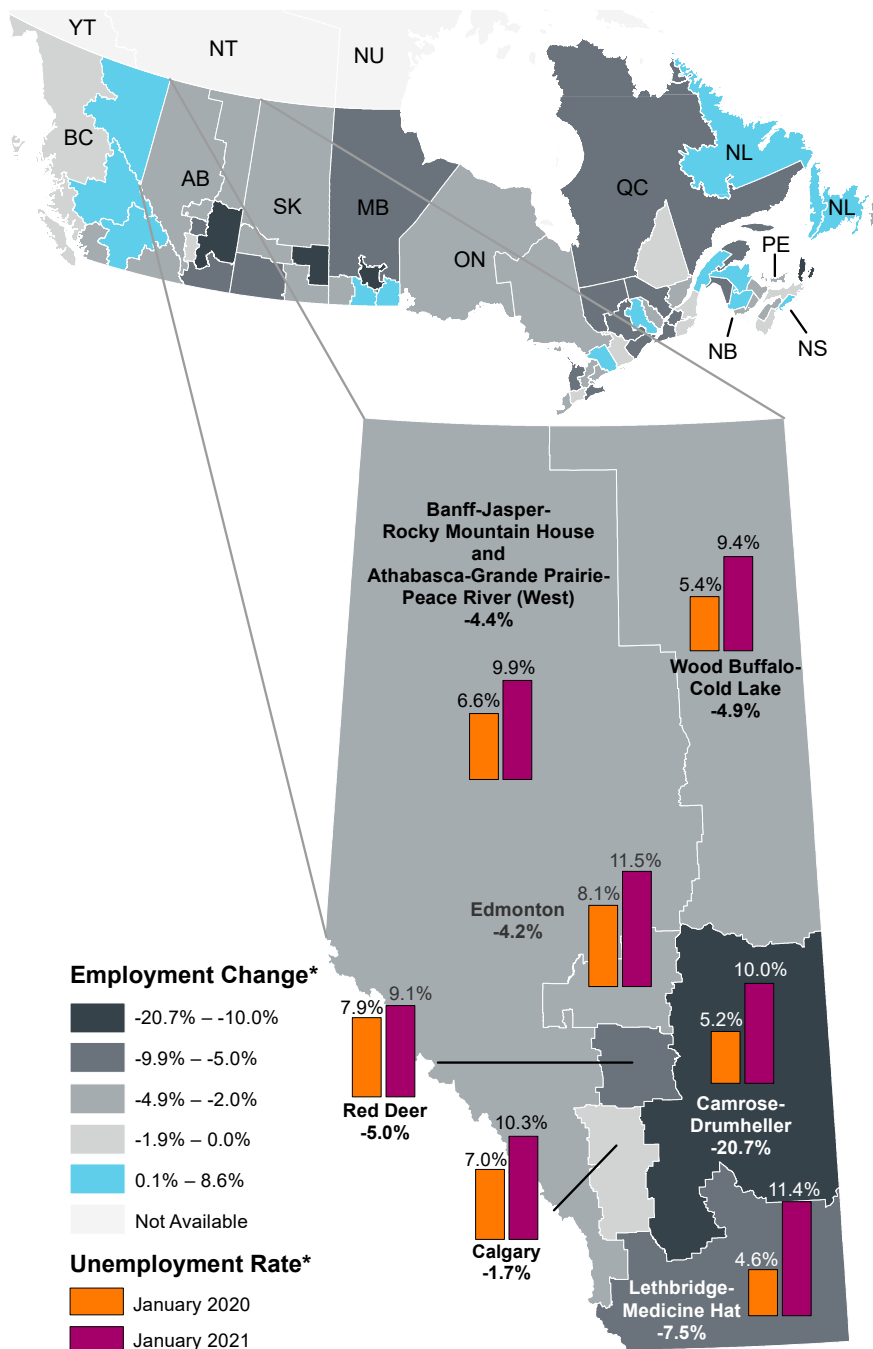 YT
NT
NU
BC
AB
SK
MB
ON
QC
NL
NL
PE
NB
NS
Banff-Jasper-
Rocky Mountain House
and
Athabasca-Grande Prairie-
Peace River (West)
-4.4%
6.6%
9.9%
5.4%
9.4%
Wood Buffalo-
Cold Lake
-4.9%
Edmonton
-4.2%
8.1%
11.5%
7.9%
9.1%
Red Deer
-5.0%
5.2%
10.0%
Camrose-
Drumheller
-20.7%
7.0%
10.3%
Calgary
-1.7%
4.6%
11.4%
Lethbridge-
Medicine Hat
-7.5%
Employment Change*
-20.7% – -10.0%
-9.9% – -5.0%
-4.9% – -2.0%
-1.9% – 0.0%
0.1% – 8.6%
Not Available
Unemployment Rate*
January 2020
January 2021